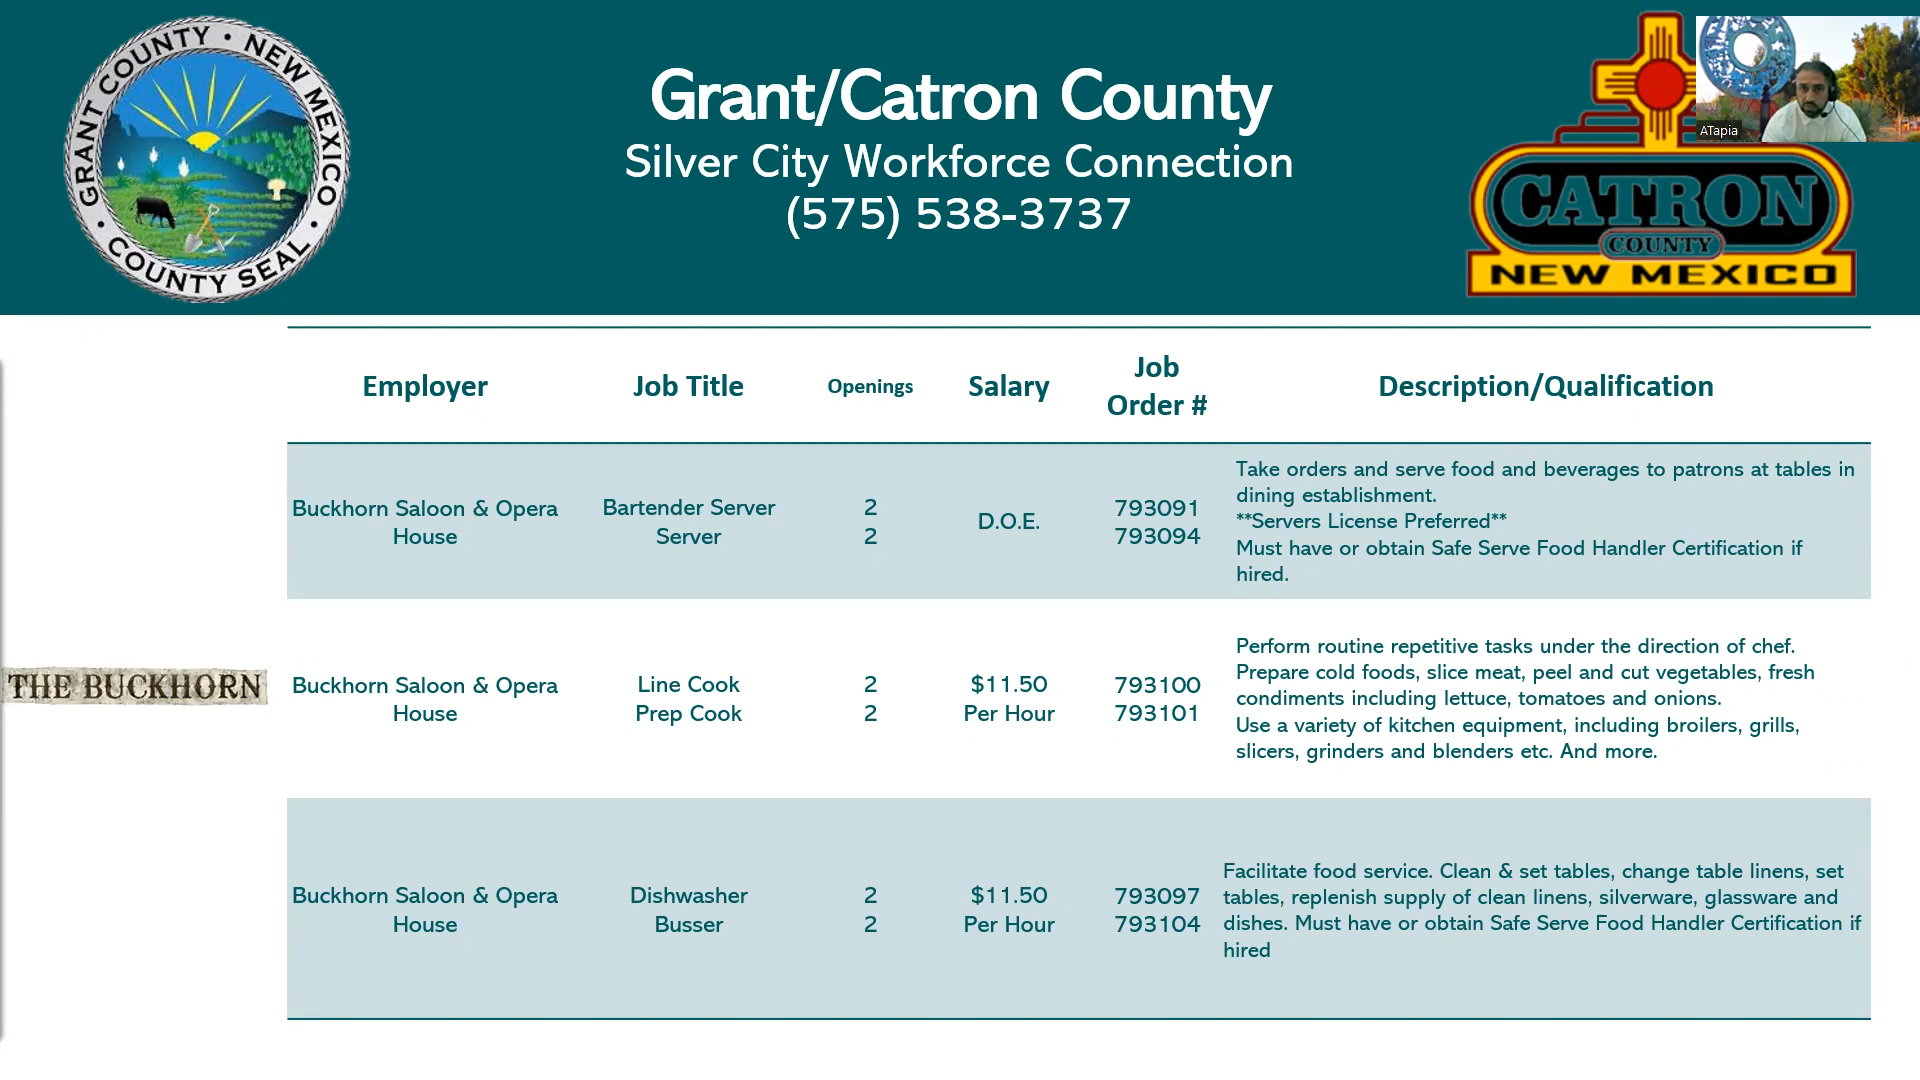 GRANT COUNTY • NEW MEXICO
• COUNTY SEAL •
Grant/Catron County
Silver City Workforce Connection
(575) 538-3737
ATapia
CATRON
COUNTY
NEW MEXICO
Employer
Job Title
Openings
Salary
Job
Order #
Description/Qualification
Buckhorn Saloon & Opera
House
Bartender Server
Server
2
2
D.O.E.
793091
793094
Take orders and serve food and beverages to patrons at tables in
dining establishment.
**Servers License Preferred**
Must have or obtain Safe Serve Food Handler Certification if
hired.
THE BUCKHORN
Buckhorn Saloon & Opera
House
Line Cook
Prep Cook
2
2
$11.50
Per Hour
793100
793101
Perform routine repetitive tasks under the direction of chef.
Prepare cold foods, slice meat, peel and cut vegetables, fresh
condiments including lettuce, tomatoes and onions.
Use a variety of kitchen equipment, including broilers, grills,
slicers, grinders and blenders etc. And more.
Buckhorn Saloon & Opera
House
Dishwasher
Busser
2
2
$11.50
Per Hour
793097
793104
Facilitate food service. Clean & set tables, change table linens, set
tables, replenish supply of clean linens, silverware, glassware and
dishes. Must have or obtain Safe Serve Food Handler Certification if
hired